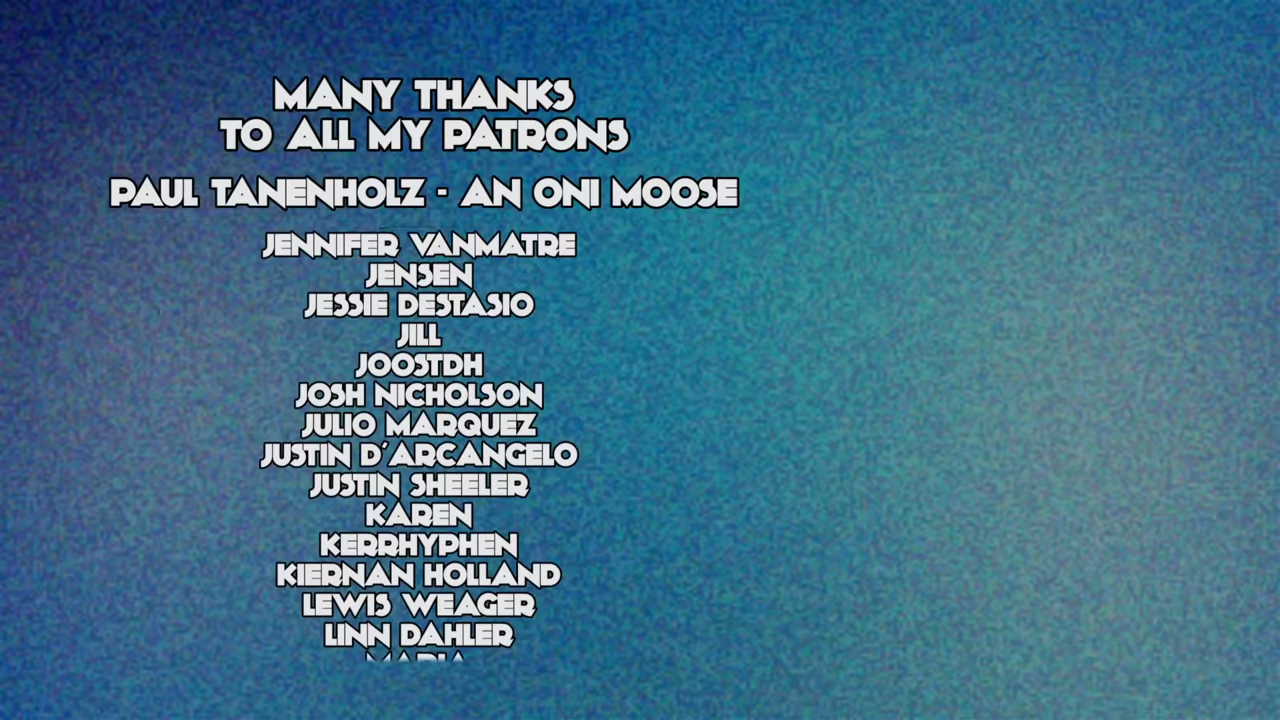 MANY THANKS
TO ALL MY PATRONS
PAUL TANENHOLZ - AN ONI MOOSE
JENNIFER VANMATRE
JENSEN
JESSIE DESTASIO
JILL
JOOSTDH
JOSH NICHOLSON
JULIO MARQUEZ
JUSTIN D'ARCANGELO
JUSTIN SHEELER
KAREN
KERRHYPHEN
KIERNAN HOLLAND
LEWIS WEAGER
LINN DAHLER